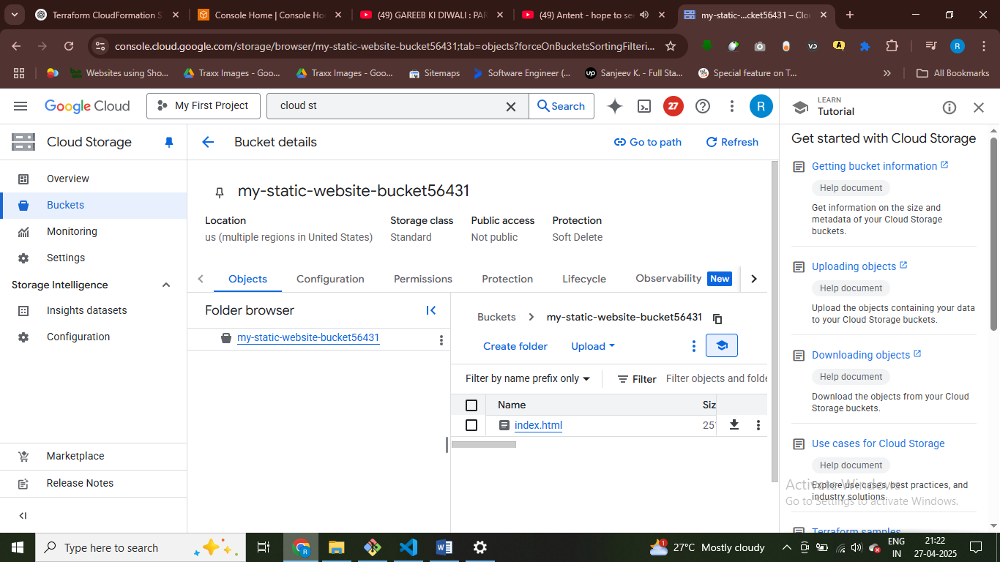 Terraform CloudFormation S
Console Home | Console Ho
(49) GAREEB KI DIWALI : PAR
(49) Antent - hope to se
my-static-...cket56431 – Clou
console.cloud.google.com/storage/browser/my-static-website-bucket56431;tab=objects?forceOnBucketsSortingFilteri...
R
Websites using Sho...
Traxx Images - Goo...
Traxx Images - Goo...
Sitemaps
Software Engineer (...
up
Sanjeev K. - Full Sta...
Special feature on T...
All Bookmarks
Google Cloud
My First Project
cloud st
Search
27
R
LEARN
Tutorial
Cloud Storage
Overview
Buckets
Monitoring
Settings
Storage Intelligence
Insights datasets
Configuration
Marketplace
Release Notes
Bucket details
Go to path
Refresh
my-static-website-bucket56431
Location Storage class Public access Protection
us (multiple regions in United States) Standard Not public Soft Delete
Objects Configuration Permissions Protection Lifecycle Observability New
Folder browser
my-static-website-bucket56431
Buckets > my-static-website-bucket56431
Create folder Upload
Filter by name prefix only Filter Filter objects and folde
Name Siz
index.html 25
Get started with Cloud Storage
Getting bucket information
Help document
Get information on the size and
metadata of your Cloud Storage
buckets.
Uploading objects
Help document
Upload the objects containing your data
to your Cloud Storage buckets.
Downloading objects
Help document
Download the objects from your Cloud
Storage buckets.
Use cases for Cloud Storage
Help document
Explore use cases, best practices, and
industry solutions.
Terraform samples
Activate Windows
Go to Settings to activate Windows.
Type here to search
1
27°C Mostly cloudy
ENG
IN
21:22
27-04-2025